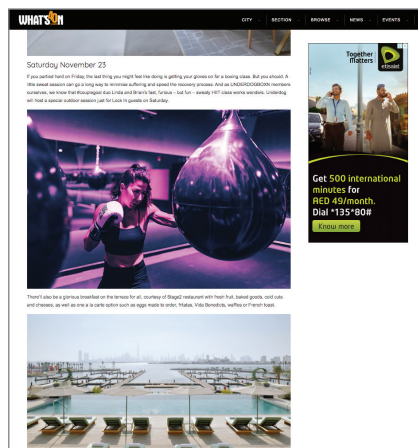 WHAT'S ON
CITY SECTION BROWSE NEWS EVENTS
Saturday November 23
If you partied hard on Friday, the last thing you might feel like doing is getting your gloves on for a boxing class. But you should. A
little sweat session can go a long way to minimise suffering and speed the recovery process. And as UNDERDOGBOXN members
ourselves, we know that #couplegoal duo Linda and Brian's fast, furious – but fun – sweaty HIIT class works wonders. Underdog
will host a special outdoor session just for Lock In guests on Saturday.
There'll also be a glorious breakfast on the terrace for all, courtesy of Stage2 restaurant with fresh fruit, baked goods, cold cuts
and cheeses, as well as one a la carte option such as eggs made to order, fritatas, Vida Benedicts, waffles or French toast.
Together
matters
etisalat
Get 500 international
minutes for
AED 49/month.
Dial *135*80#
Know more